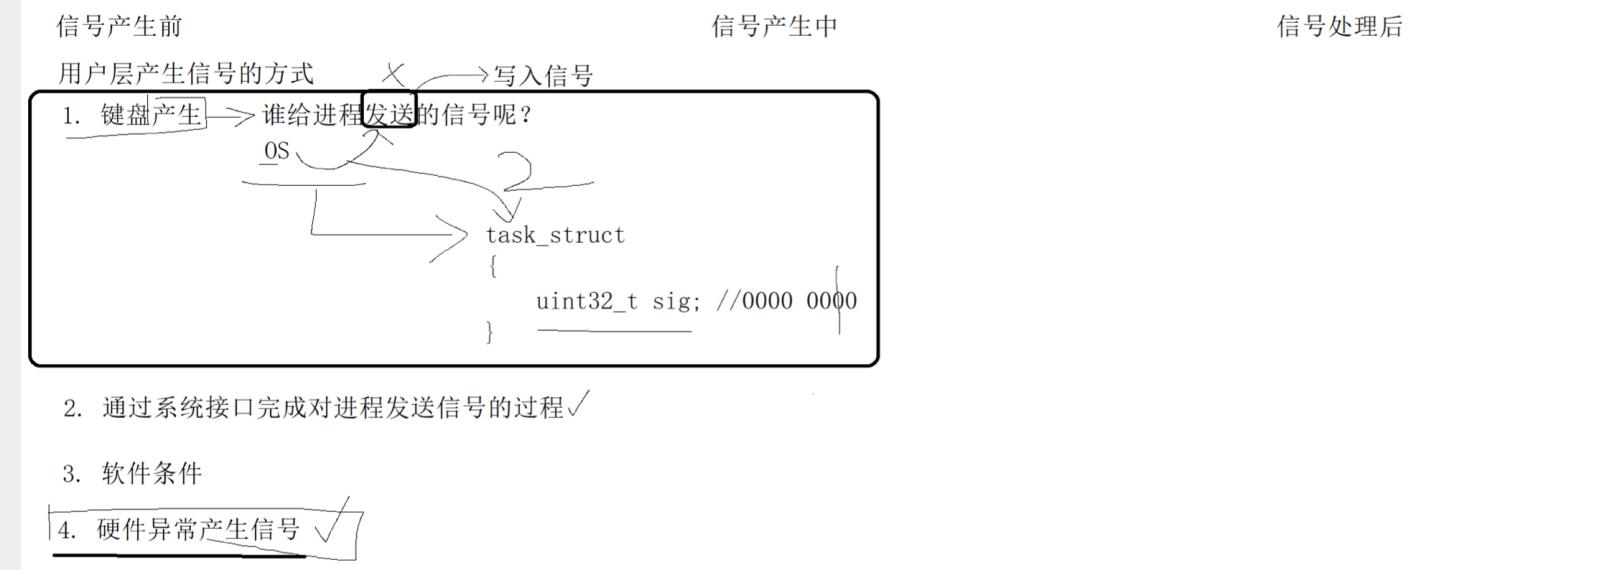 信号产生前 信号产生中 信号处理后
用户层产生信号的方式 写入信号
1. 键盘产生 谁给进程发送的信号呢?
OS
2
task_struct
{
uint32_t sig; //0000 0000
}
2. 通过系统接口完成对进程发送信号的过程
3. 软件条件
4. 硬件异常产生信号